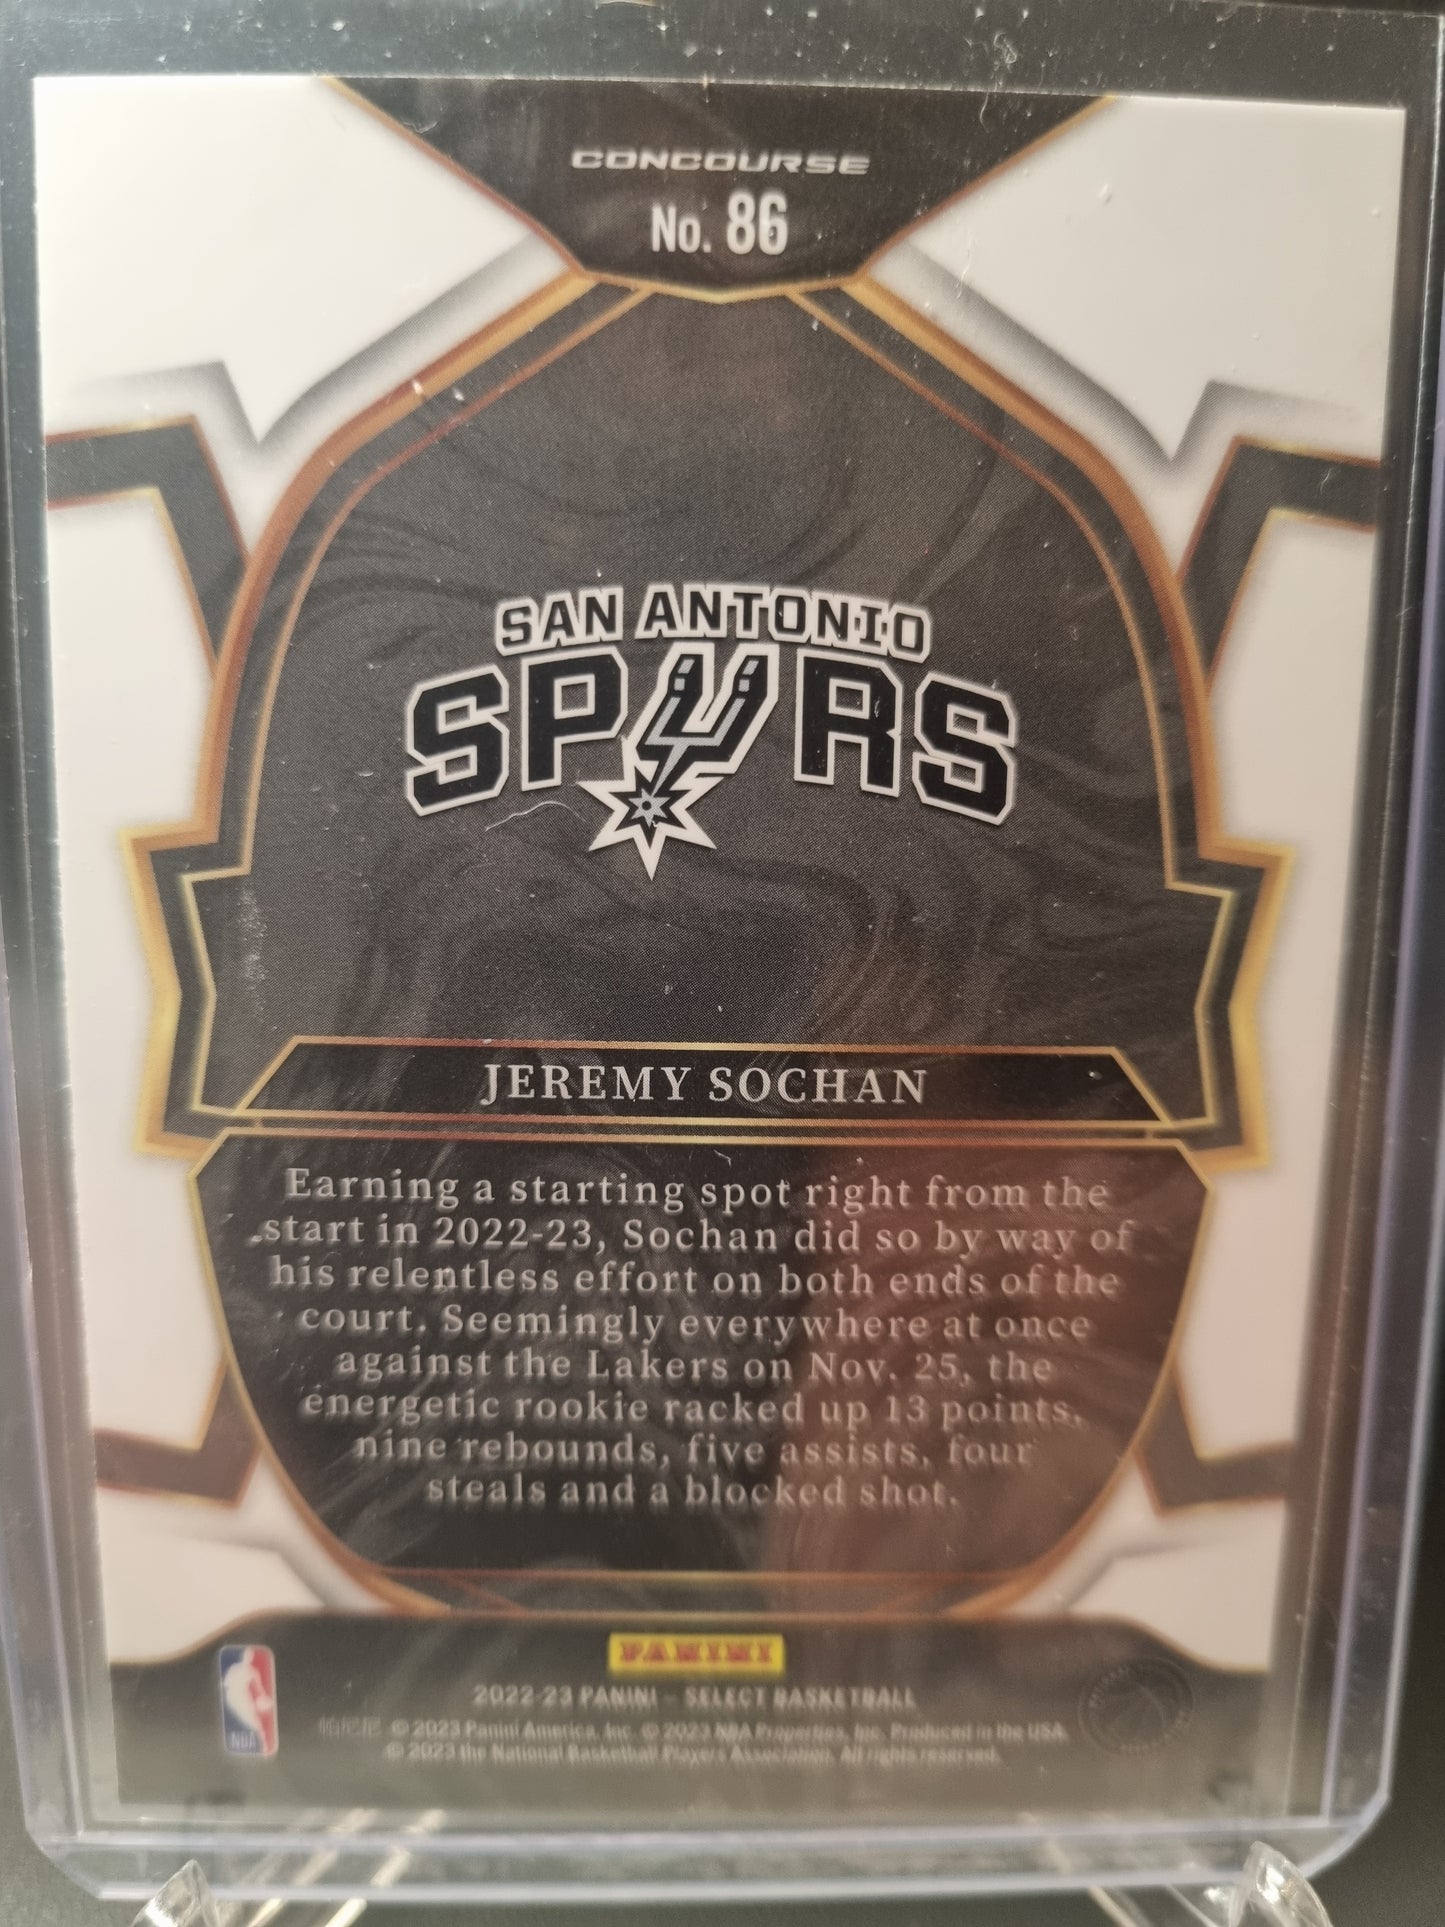 CONCOURSE
No. 86
SAN ANTONIO
SPURS
JEREMY SOCHAN
Earning a starting spot right from the
start in 2022-23, Sochan did so by way of
his relentless effort on both ends of the
court. Seemingly everywhere at once
against the Lakers on Nov. 25, the
energetic rookie racked up 13 points,
nine rebounds, five assists, four
steals and a blocked shot.
PANINI
NBA
2022-23 PANINI – SELECT BASKETBALL
帕尼尼 © 2023 Panini America, Inc. © 2023 NBA Properties, Inc. Produced in the USA.
© 2023 the National Basketball Players Association. All rights reserved.